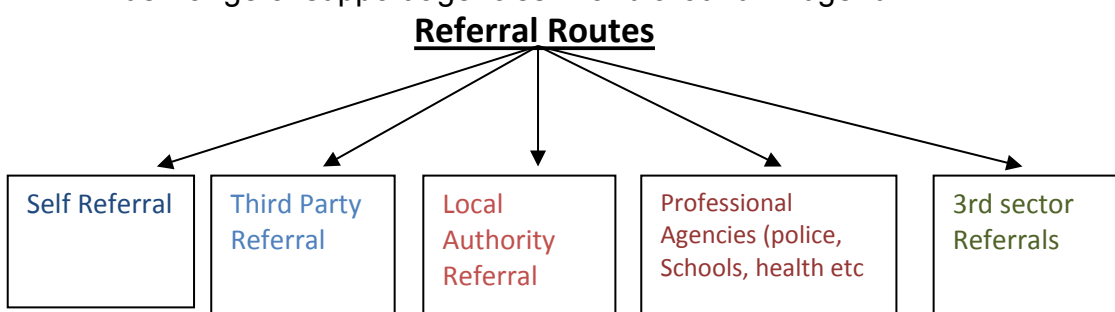 Referral Routes
Self Referral
Third Party
Referral
Local
Authority
Referral
Professional
Agencies (police,
Schools, health etc
3rd sector
Referrals